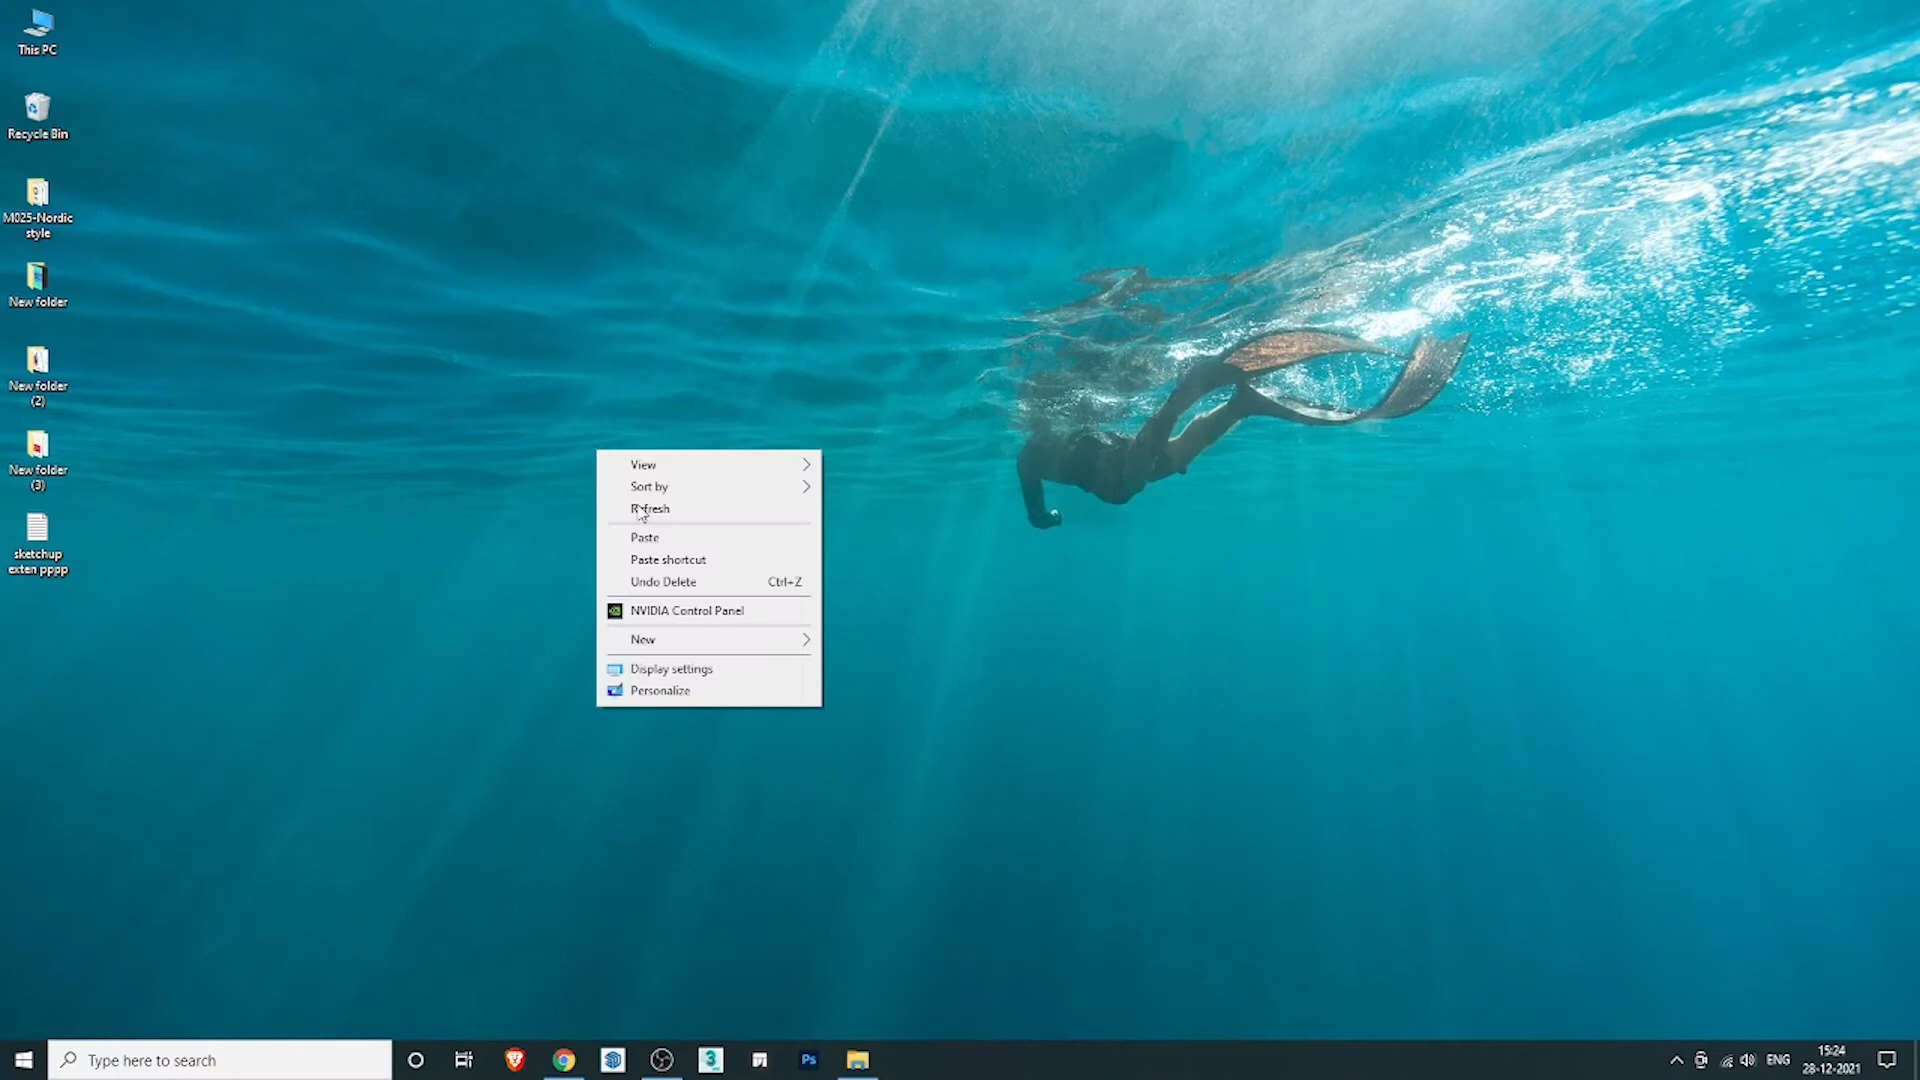 This PC
Recycle Bin
M025-Nordic
style
New folder
New folder
(2)
New folder
(3)
sketchup
exten pppp
View
Sort by
Refresh
Paste
Paste shortcut
Undo Delete Ctrl+Z
NVIDIA Control Panel
New
Display settings
Personalize
Type here to search
3
Ps
ENG
15:24
28-12-2021